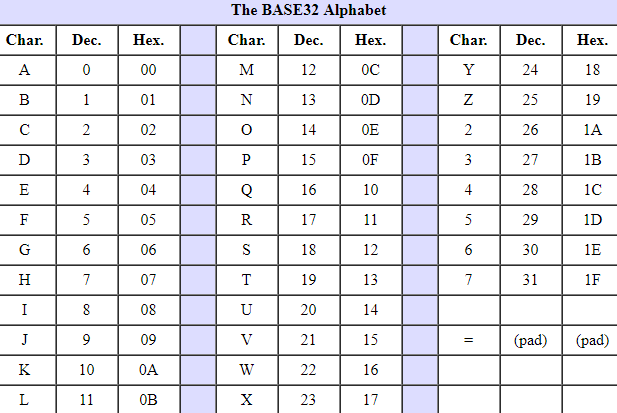 The BASE32 Alphabet
Char. Dec. Hex. Char. Dec. Hex. Char. Dec. Hex.
A 0 00 M 12 0C Y 24 18
B 1 01 N 13 0D Z 25 19
C 2 02 O 14 0E 2 26 1A
D 3 03 P 15 0F 3 27 1B
E 4 04 Q 16 10 4 28 1C
F 5 05 R 17 11 5 29 1D
G 6 06 S 18 12 6 30 1E
H 7 07 T 19 13 7 31 1F
I 8 08 U 20 14
J 9 09 V 21 15 = (pad) (pad)
K 10 0A W 22 16
L 11 0B X 23 17